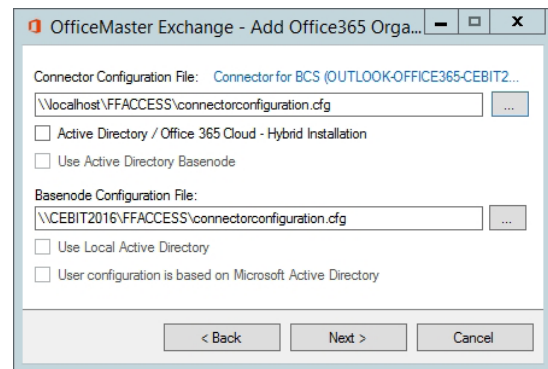 OfficeMaster Exchange - Add Office365 Orga...
Connector Configuration File: Connector for BCS (OUTLOOK-OFFICE365-CEBIT2...
\\localhost\FFACCESS\connectorconfiguration.cfg ...
Active Directory / Office 365 Cloud - Hybrid Installation
Use Active Directory Basenode
Basenode Configuration File:
\\CEBIT2016\FFACCESS\connectorconfiguration.cfg ...
Use Local Active Directory
User configuration is based on Microsoft Active Directory
< Back Next > Cancel